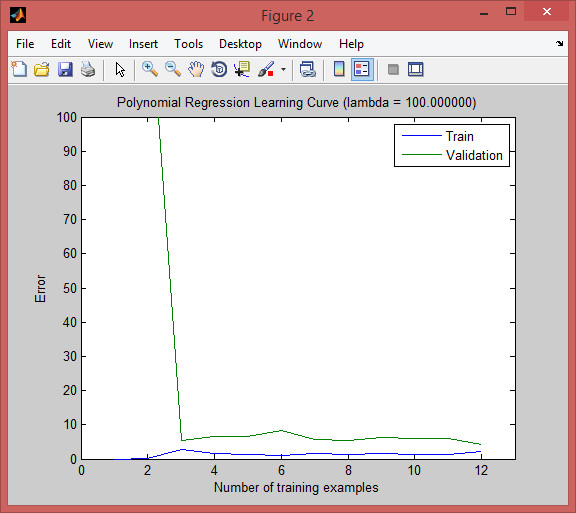 Figure 2
File Edit View Insert Tools Desktop Window Help
Polynomial Regression Learning Curve (lambda = 100.000000)
Train
Validation
100
90
80
70
60
50
40
30
20
10
0
Error
0 2 4 6 8 10 12
Number of training examples